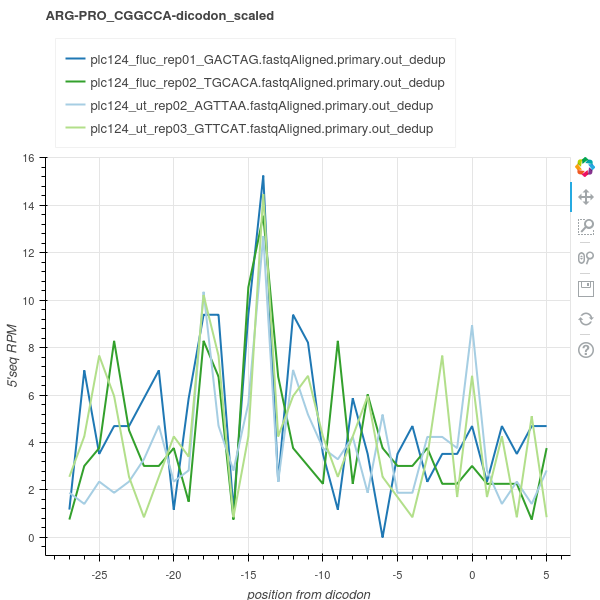 ARG-PRO_CGGCCA-dicodon_scaled
plc124_fluc_rep01_GACTAG.fastqAligned.primary.out_dedup
plc124_fluc_rep02_TGCACA.fastqAligned.primary.out_dedup
plc124_ut_rep02_AGTTAA.fastqAligned.primary.out_dedup
plc124_ut_rep03_GTTCAT.fastqAligned.primary.out_dedup
16
14
12
10
8
6
4
2
0
5'seq RPM
-25 -20 -15 -10 -5 0 5
position from dicodon